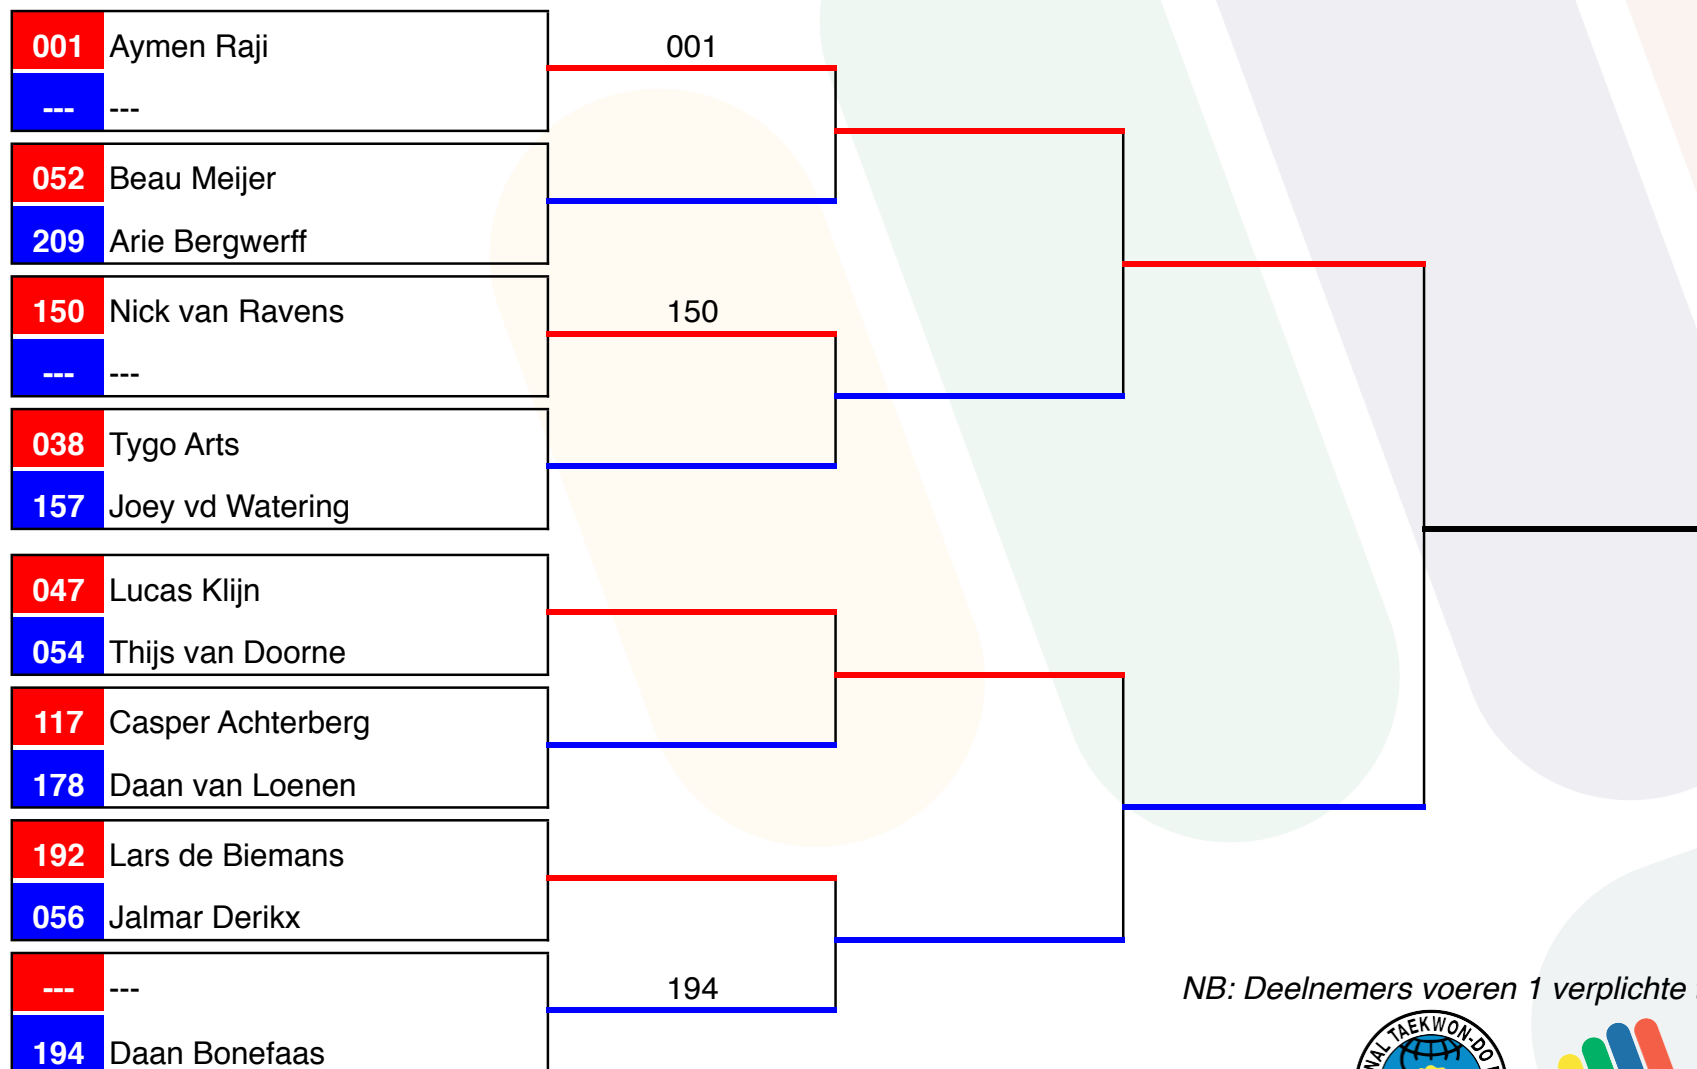 001 Aymen Raji 001
--- ---
052 Beau Meijer
209 Arie Bergwerff
150 Nick van Ravens 150
--- ---
038 Tygo Arts
157 Joey vd Watering
047 Lucas Klijn
054 Thijs van Doorne
117 Casper Achterberg
178 Daan van Loenen
192 Lars de Biemans
056 Jalmar Derikx
--- --- 194
194 Daan Bonefaas
NB: Deelnemers voeren 1 verplichte
TAEKWON-DO